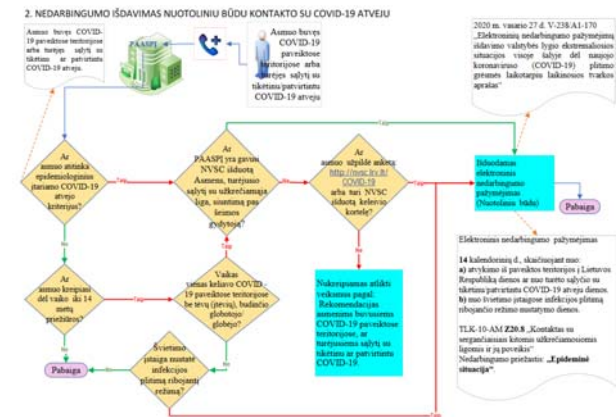 2. NEDARBINGUMO IŠDAVIMAS NUOTOLINIU BŪDU KONTAKTO SU COVID-19 ATVEJU
Asmuo buvęs COVID-
19 paveiktose teritorijose
arba turėjęs sąlytį su
tikėtinu ar patvirtintu
COVID-19 atveju.
PAASPĮ
Asmuo buvęs
COVID-19
paveiktose
teritorijose arba
turėjęs sąlytį su
tikėtinu/patvirtintu
COVID-19 atveju
2020 m. vasario 27 d. V-238/A1-170
„Elektroninių nedarbingumo pažymėjimų
išdavimo valstybės lygio ekstremaliosios
situacijos visoje šalyje dėl naujojo
koronaviruso (COVID-19) plitimo
grėsmės laikotarpiu laikinosios tvarkos
aprašas“
Ar
asmuo atitinka
epidemiologinius
įtariamo COVID-19
atvejo
kriterijus?
Taip
Ne
Ar
PAASPĮ yra gavusi
NVSC išduotą
Asmens, turėjusio
sąlytį su užkrečiamąja
liga, siuntimą pas
šeimos
gydytoją?
Taip
Ne
Ar
asmuo užpildė anketą
http://nvsc.lrv.lt/
COVID-19
arba turi NVSC
išduotą keleivio
kortelę?
Taip
Ne
Išduodamas
elektroninis
nedarbingumo
pažymėjimas
(Nuotoliniu būdu)
Pabaiga
Ar
asmuo kreipiasi
dėl vaiko iki 14
metų
priežiūros?
Taip
Ne
Vaikas
vienas keliavo COVID-
19 paveiktose teritorijose
be tėvų (įtėvių), budinčio
globotojo/
globėjo?
Taip
Ne
Nukreipiamas atlikti
veiksmus pagal:
Rekomendacijas
asmenims buvusiems
COVID-19 paveiktose
teritorijose, ar
turėjusiems sąlytį su
tikėtinu ar patvirtintu
COVID-19.
Elektroninis nedarbingumo pažymėjimas
14 kalendorinių d., skaičiuojant nuo:
a) atvykimo iš paveiktos teritorijos į Lietuvos
Respubliką dienos ar nuo turėto sąlyčio su
tikėtinu patvirtintu COVID-19 atveju dienos.
b) nuo švietimo įstaigose infekcijos plitimą
ribojančio režimo nustatymo dienos.
TLK-10-AM Z20.8 „Kontaktas su
sergančiaisiais kitomis užkrečiamosiomis
ligomis ir jų poveikis“
Nedarbingumo priežastis: „Epideminė
situacija“.
Pabaiga
Ne
Švietimo
įstaiga nustatė
infekcijos
plitimą ribojantį
režimą?
Taip